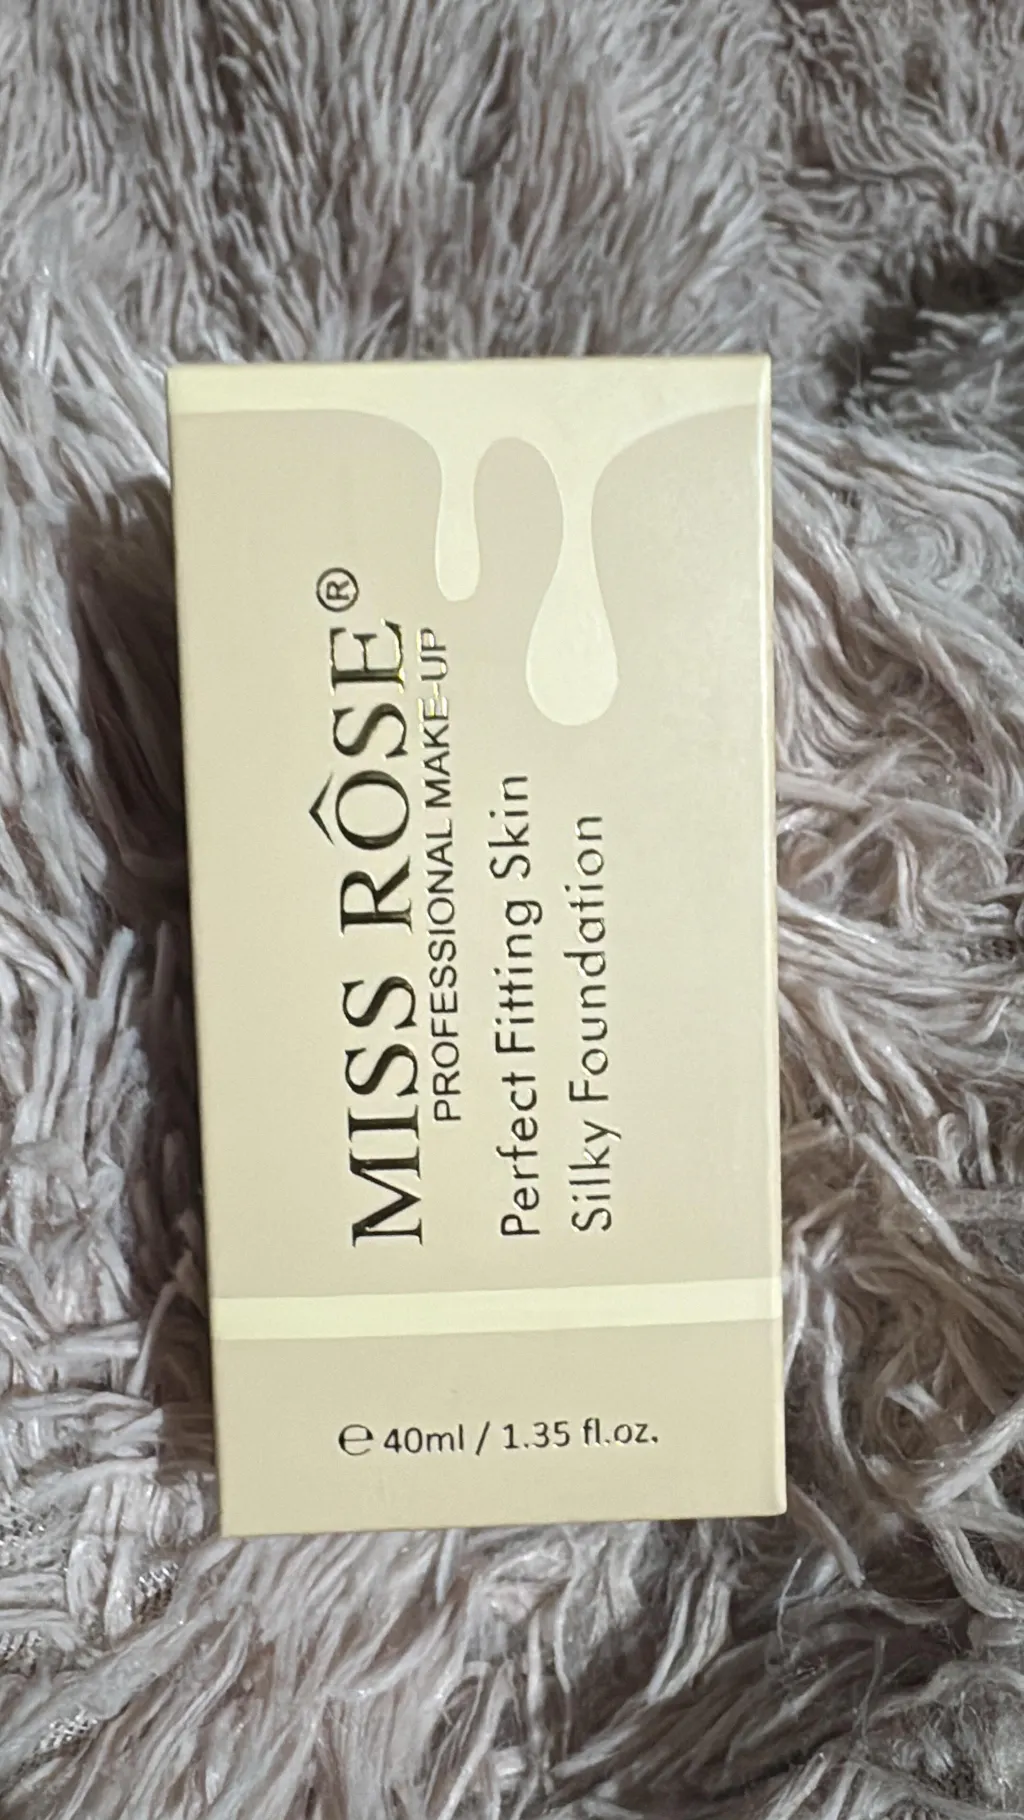 MISS RÔSE®
PROFESSIONAL MAKE-UP
Perfect Fitting Skin
Silky Foundation
℮ 40ml / 1.35 fl.oz.